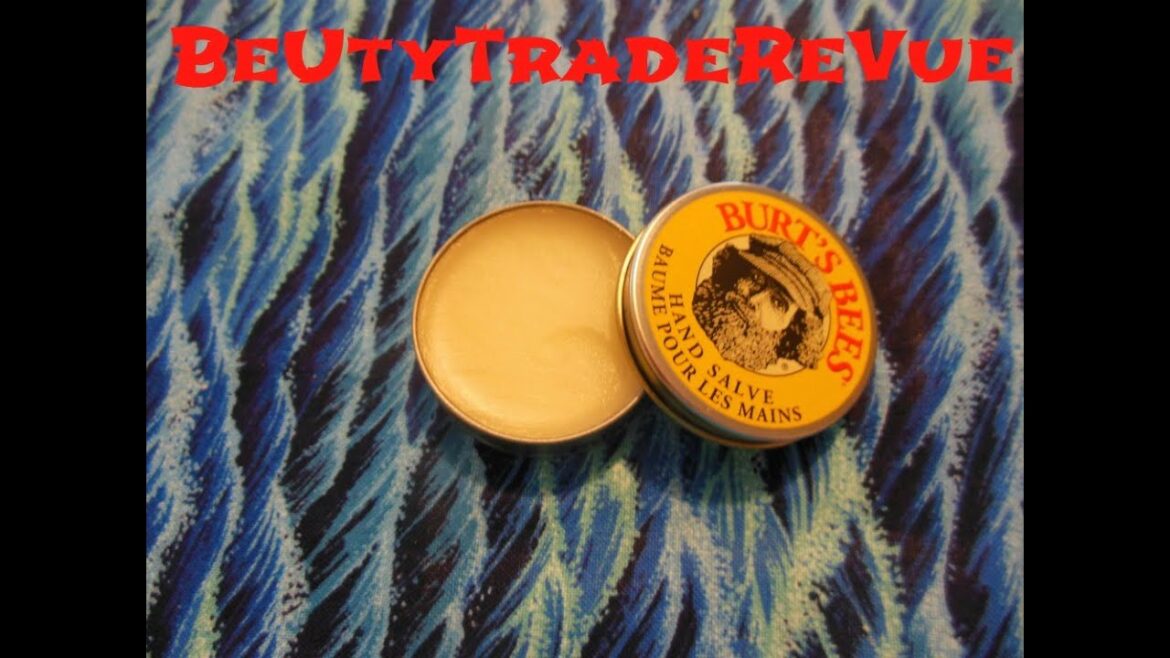 BeUtyTradeReVue
BURT'S BEES
HAND SALVE
BAUME POUR LES MAINS